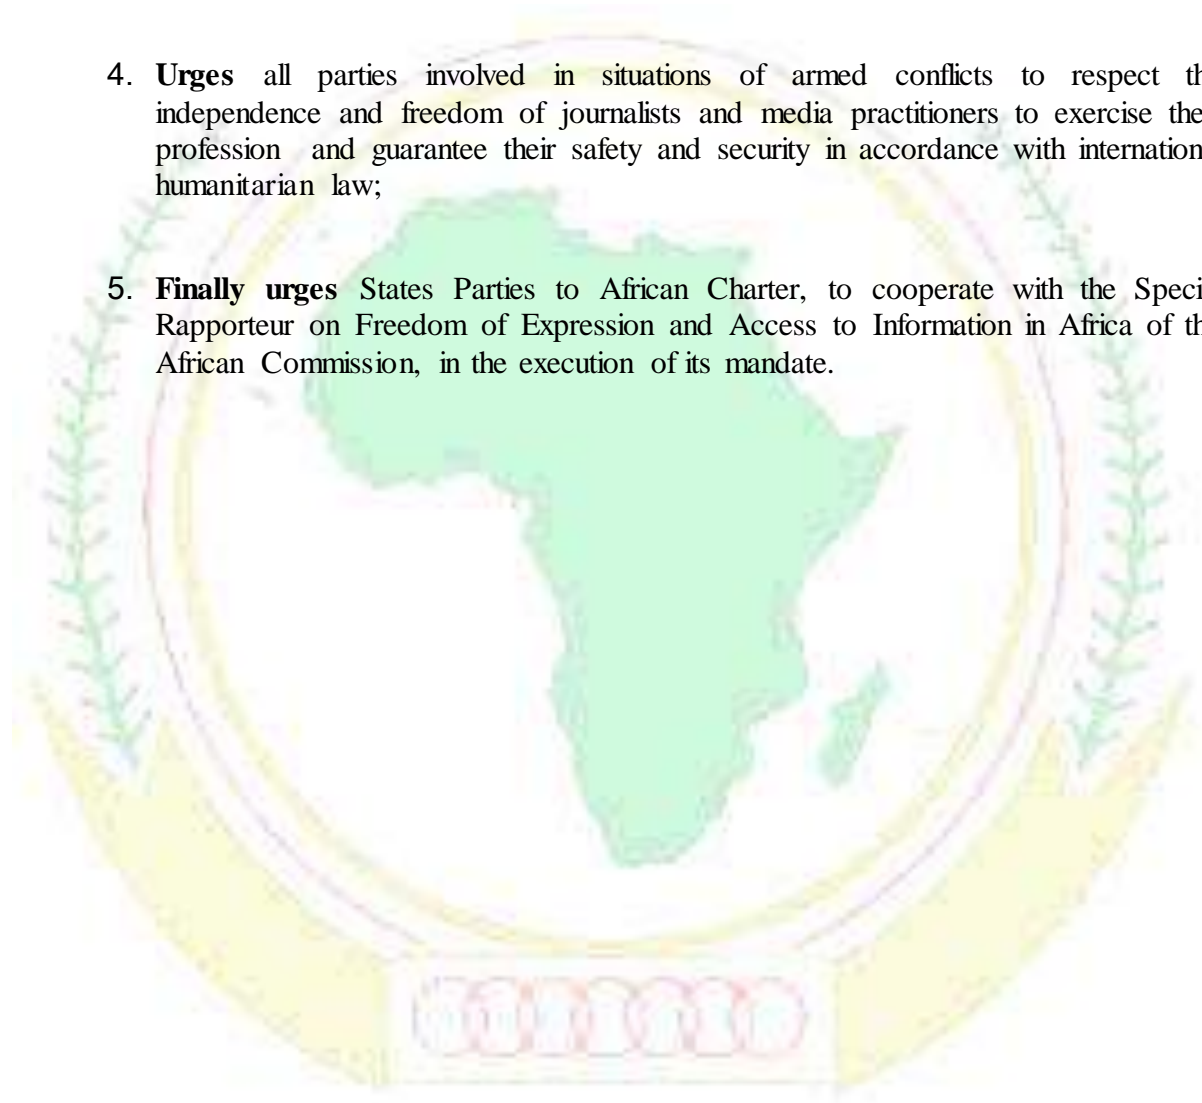 4. Urges all parties involved in situations of armed conflicts to respect th
independence and freedom of journalists and media practitioners to exercise the
profession and guarantee their safety and security in accordance with internation
humanitarian law;
5. Finally urges States Parties to African Charter, to cooperate with the Speci
Rapporteur on Freedom of Expression and Access to Information in Africa of th
African Commission, in the execution of its mandate.